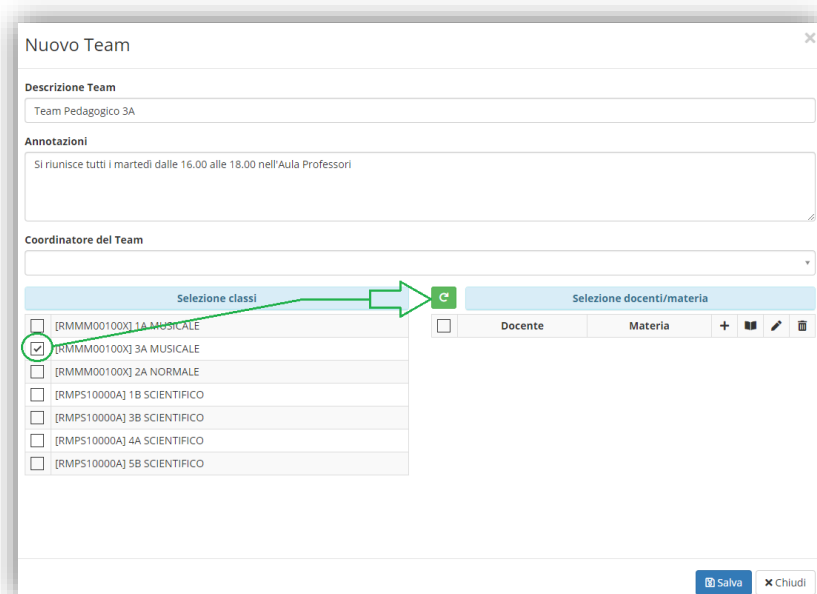 Nuovo Team
Descrizione Team
Team Pedagogico 3A
Annotazioni
Si riunisce tutti i martedì dalle 16.00 alle 18.00 nell'Aula Professori
Coordinatore del Team
Selezione classi
Selezione docenti/materia
[RMMM00100X] 1A MUSICALE
[RMMM00100X] 3A MUSICALE
[RMMM00100X] 2A NORMALE
[RMPS10000A] 1B SCIENTIFICO
[RMPS10000A] 3B SCIENTIFICO
[RMPS10000A] 4A SCIENTIFICO
[RMPS10000A] 5B SCIENTIFICO
Docente Materia
Salva
Chiudi